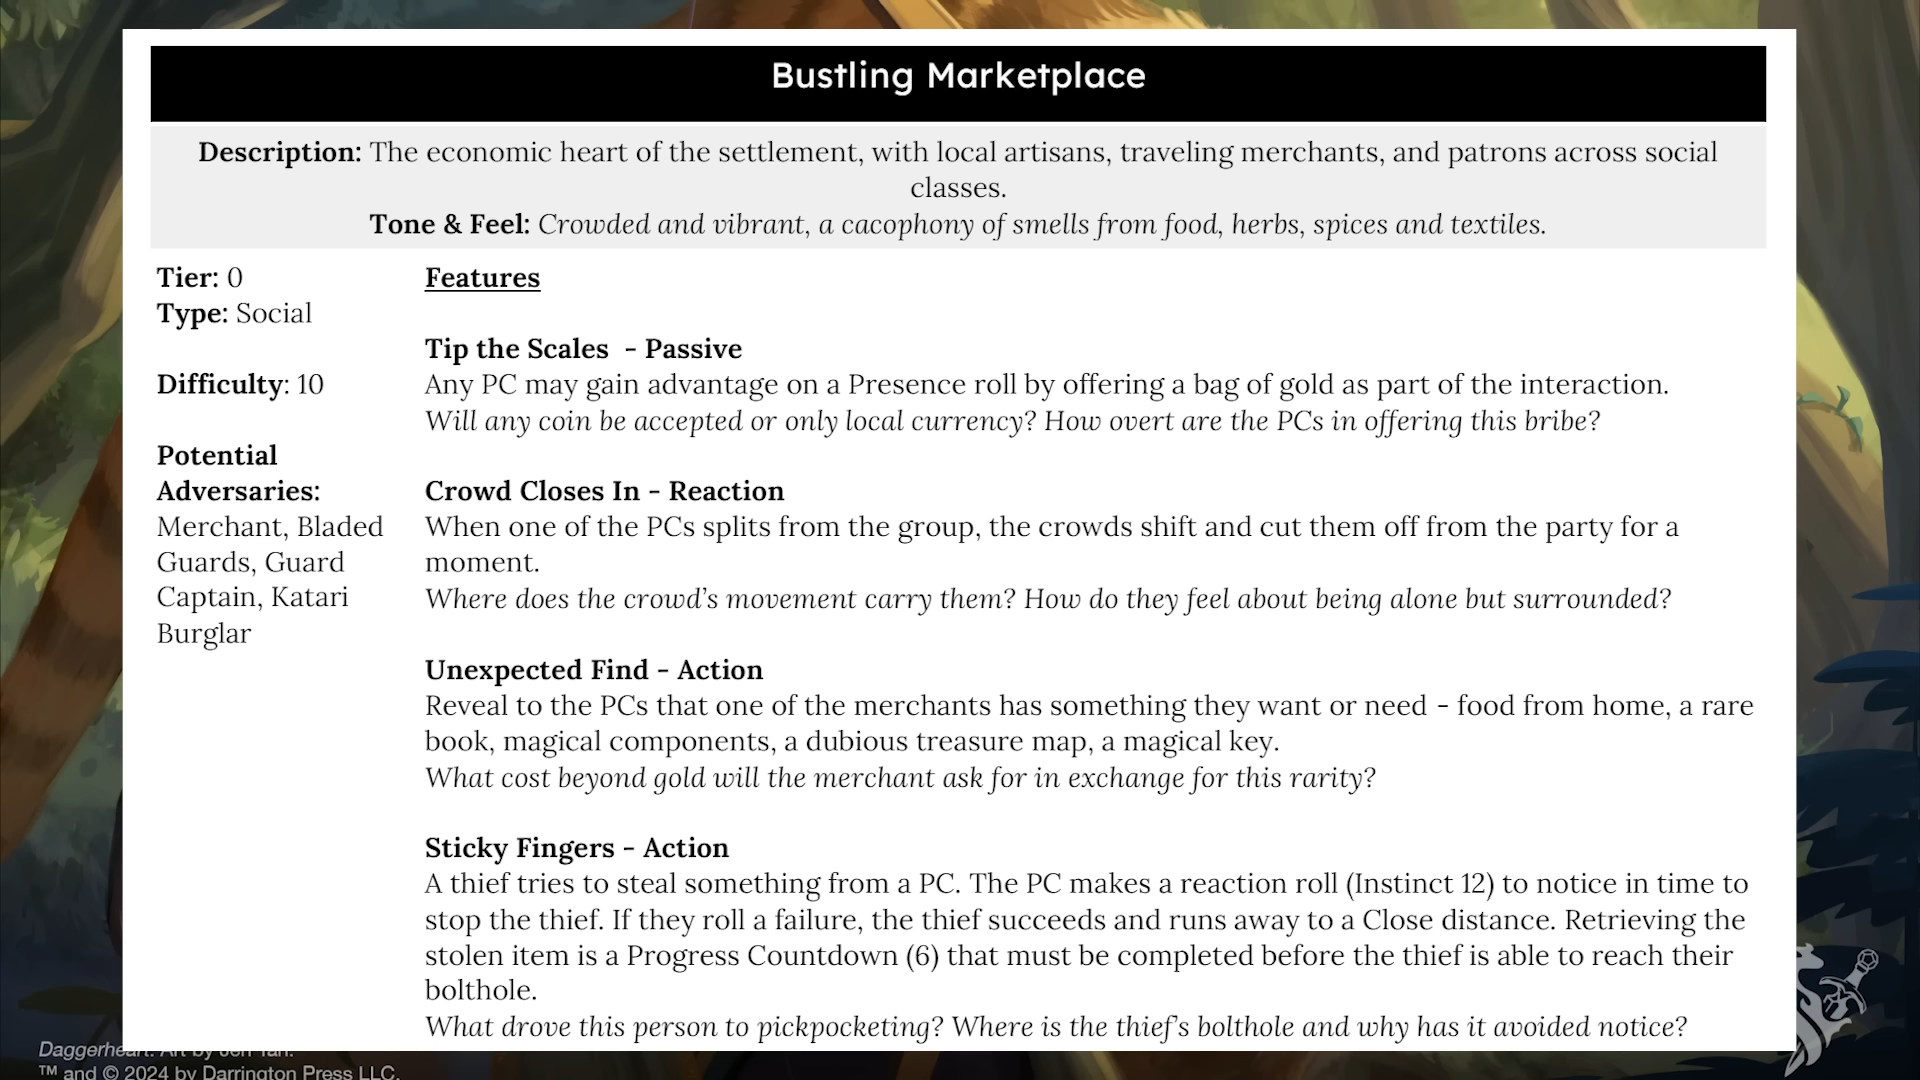 Bustling Marketplace
Description: The economic heart of the settlement, with local artisans, traveling merchants, and patrons across social
classes.
Tone & Feel: Crowded and vibrant, a cacophony of smells from food, herbs, spices and textiles.
Tier: 0
Type: Social
Difficulty: 10
Potential
Adversaries:
Merchant, Bladed
Guards, Guard
Captain, Katari
Burglar
Features
Tip the Scales - Passive
Any PC may gain advantage on a Presence roll by offering a bag of gold as part of the interaction.
Will any coin be accepted or only local currency? How overt are the PCs in offering this bribe?
Crowd Closes In - Reaction
When one of the PCs splits from the group, the crowds shift and cut them off from the party for a
moment.
Where does the crowd’s movement carry them? How do they feel about being alone but surrounded?
Unexpected Find - Action
Reveal to the PCs that one of the merchants has something they want or need - food from home, a rare
book, magical components, a dubious treasure map, a magical key.
What cost beyond gold will the merchant ask for in exchange for this rarity?
Sticky Fingers - Action
A thief tries to steal something from a PC. The PC makes a reaction roll (Instinct 12) to notice in time to
stop the thief. If they roll a failure, the thief succeeds and runs away to a Close distance. Retrieving the
stolen item is a Progress Countdown (6) that must be completed before the thief is able to reach their
bolthole.
What drove this person to pickpocketing? Where is the thief’s bolthole and why has it avoided notice?
Daggerheart. Art by Jen Tan.
™ and © 2024 by Darrington Press LLC.